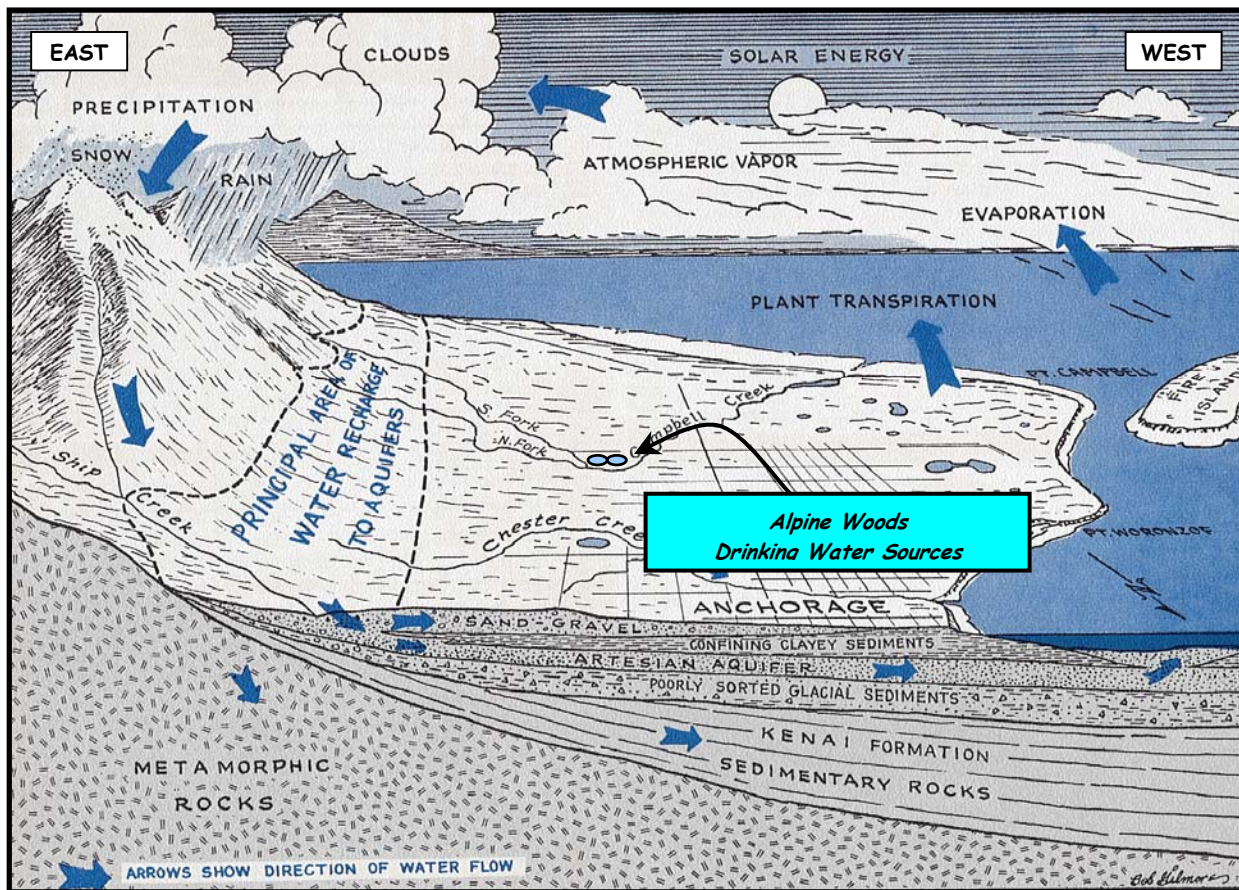 EAST
WEST
CLOUDS
SOLAR ENERGY
PRECIPITATION
SNOW
RAIN
ATMOSPHERIC VAPOR
EVAPORATION
PLANT TRANSPIRATION
PT. CAMPBELL
FIRE
ISLAND
PRINCIPAL AREA OF
WATER RECHARGE
TO AQUIFERS
S. Fork
N. Fork
Campbell Creek
Ship Creek
Chester Cree
Alpine Woods
Drinkina Water Sources
PT. WORONZOF
ANCHORAGE
SAND-GRAVEL
CONFINING CLAYEY SEDIMENTS
ARTESIAN AQUIFER
POORLY SORTED GLACIAL SEDIMENTS
KENAI FORMATION
SEDIMENTARY ROCKS
METAMORPHIC
ROCKS
ARROWS SHOW DIRECTION OF WATER FLOW
Bob Gilmore